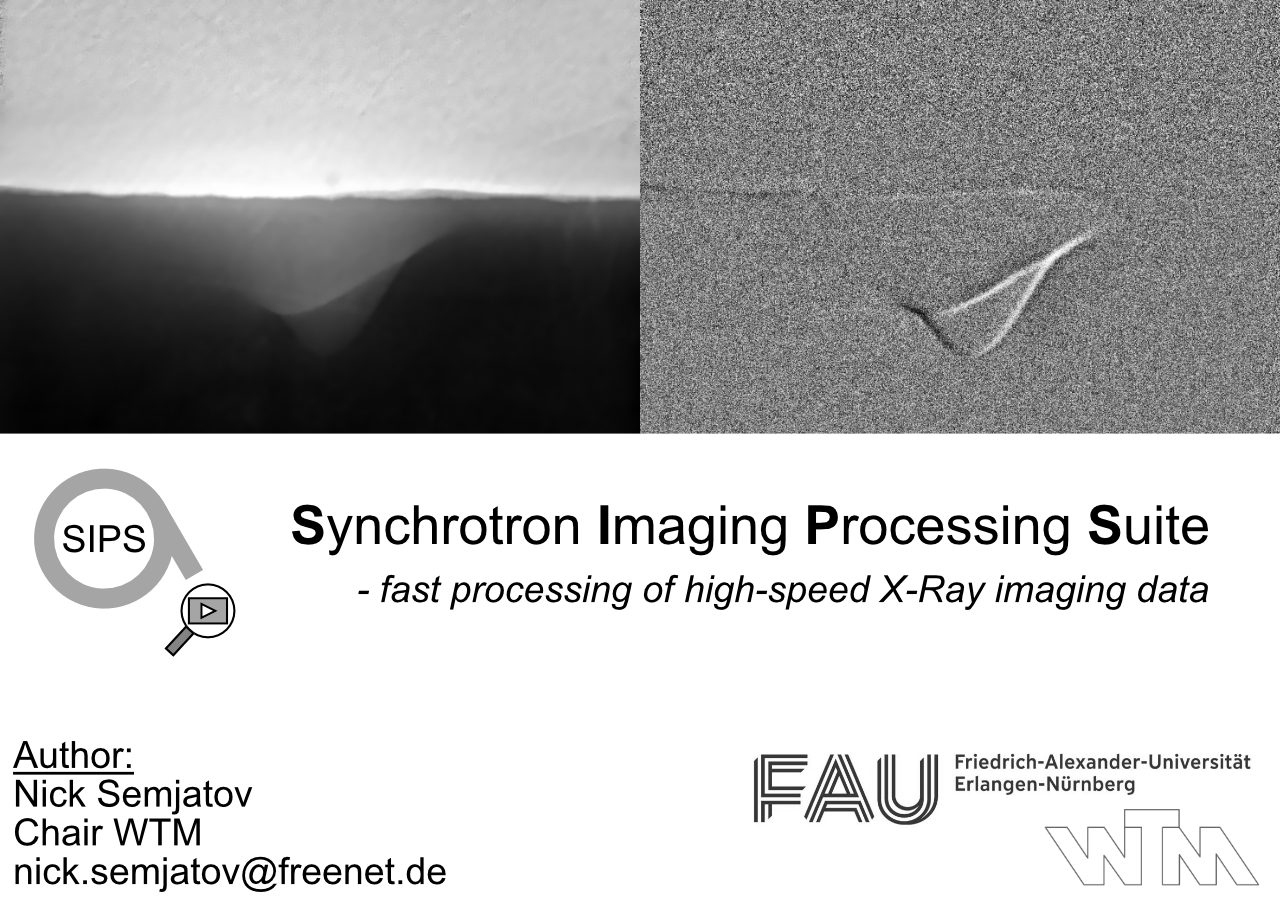 SIPS
Synchrotron Imaging Processing Suite
- fast processing of high-speed X-Ray imaging data
Author:
Nick Semjatov
Chair WTM
nick.semjatov@freenet.de
FAU
Friedrich-Alexander-Universität
Erlangen-Nürnberg
WTM